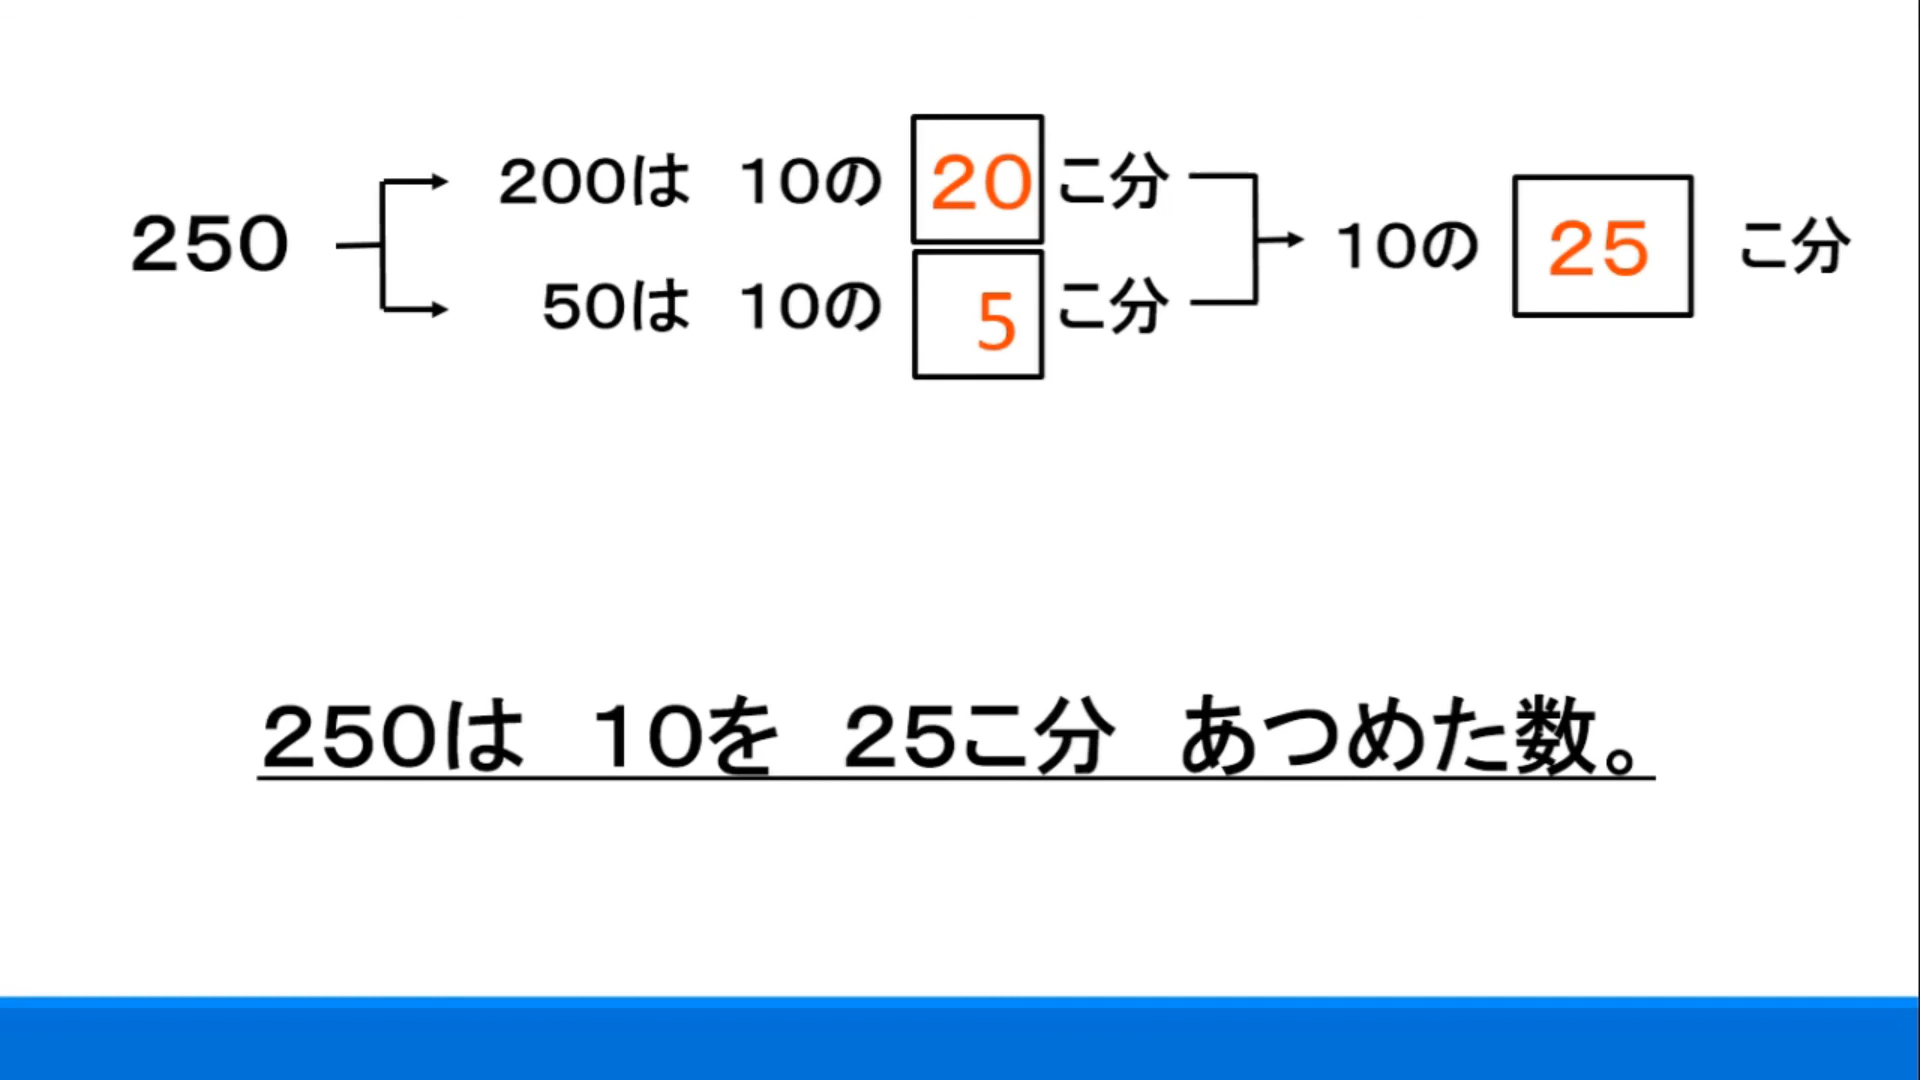 250
200は 10の 20 こ分
50は 10の 5 こ分
10の 25 こ分
250は 10を 25こ分 あつめた数。